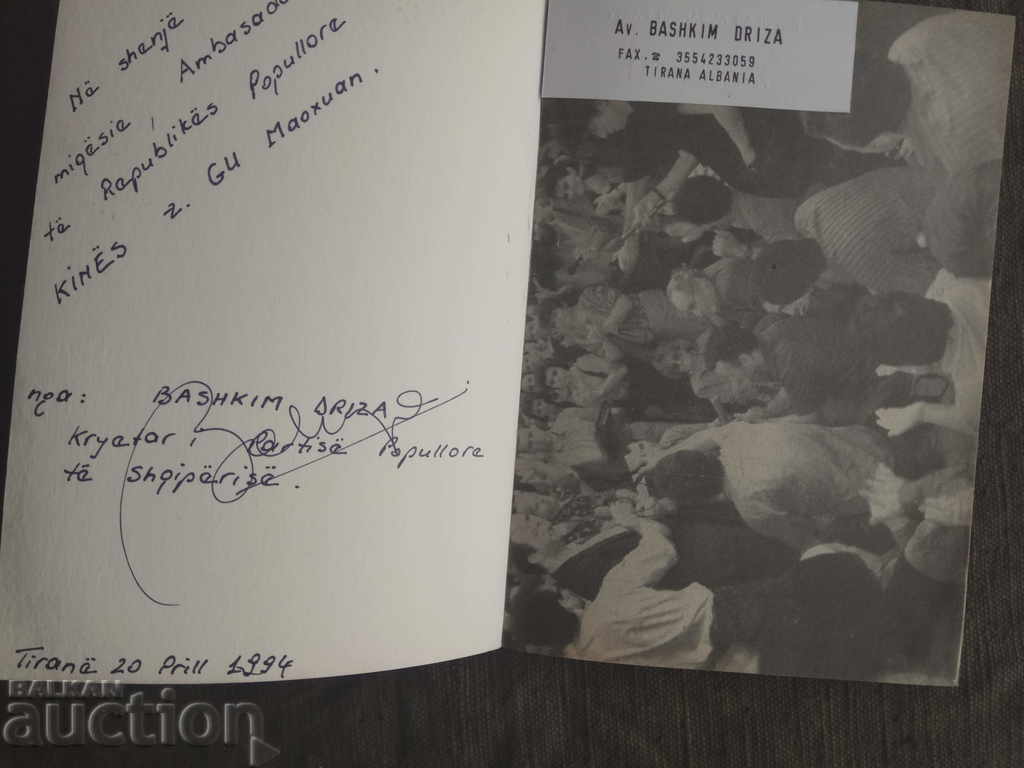 Në shenjë
miqësie, Ambasado
të Republikës Popullore
KINËS z. GU Maoxuan.
nga: BASHKIM DRIZA
Kryetar i Partisë Popullore
të Shqipërisë.
Tiranë 20 Prill 1994
Av. BASHKIM DRIZA
FAX.☎ 3554233059
TIRANA ALBANIA
BALKAN
auction